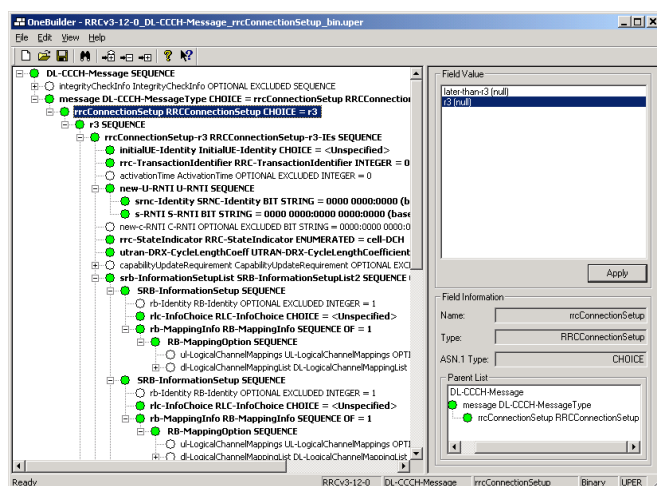 OneBuilder - RRCv3-12-0_DL-CCCH-Message_rrcConnectionSetup_bin.uper
File Edit View Help
DL-CCCH-Message SEQUENCE
integrityCheckInfo IntegrityCheckInfo OPTIONAL EXCLUDED SEQUENCE
message DL-CCCH-MessageType CHOICE = rrcConnectionSetup RRCConnection
rrcConnectionSetup RRCConnectionSetup CHOICE = r3
r3 SEQUENCE
rrcConnectionSetup-r3 RRCConnectionSetup-r3-IEs SEQUENCE
initialUE-Identity InitialUE-Identity CHOICE = <Unspecified>
rrc-TransactionIdentifier RRC-TransactionIdentifier INTEGER = 0
activationTime ActivationTime OPTIONAL EXCLUDED INTEGER = 0
new-U-RNTI U-RNTI SEQUENCE
srnc-Identity SRNC-Identity BIT STRING = 0000 0000:0000 (b
s-RNTI S-RNTI BIT STRING = 0000 0000:0000 0000:0000 (base
new-c-RNTI C-RNTI OPTIONAL EXCLUDED BIT STRING = 0000:0000 0000:0
rrc-StateIndicator RRC-StateIndicator ENUMERATED = cell-DCH
utran-DRX-CycleLengthCoeff UTRAN-DRX-CycleLengthCoefficient
capabilityUpdateRequirement CapabilityUpdateRequirement OPTIONAL EXCL
srb-InformationSetupList SRB-InformationSetupList2 SEQUENCE
SRB-InformationSetup SEQUENCE
rb-Identity RB-Identity OPTIONAL EXCLUDED INTEGER = 1
rlc-InfoChoice RLC-InfoChoice CHOICE = <Unspecified>
rb-MappingInfo RB-MappingInfo SEQUENCE OF = 1
RB-MappingOption SEQUENCE
ul-LogicalChannelMappings UL-LogicalChannelMappings OPTI
dl-LogicalChannelMappingList DL-LogicalChannelMappingList
SRB-InformationSetup SEQUENCE
rb-Identity RB-Identity OPTIONAL EXCLUDED INTEGER = 1
rlc-InfoChoice RLC-InfoChoice CHOICE = <Unspecified>
rb-MappingInfo RB-MappingInfo SEQUENCE OF = 1
RB-MappingOption SEQUENCE
ul-LogicalChannelMappings UL-LogicalChannelMappings OPTI
dl-LogicalChannelMappingList DL-LogicalChannelMappingList
Field Value
later-than-r3 (null)
r3 (null)
Apply
Field Information
Name: rrcConnectionSetup
Type: RRCConnectionSetup
ASN.1 Type: CHOICE
Parent List
DL-CCCH-Message
message DL-CCCH-MessageType
rrcConnectionSetup RRCConnectionSetup
Ready RRCv3-12-0 DL-CCCH-Message rrcConnectionSetup Binary UPER